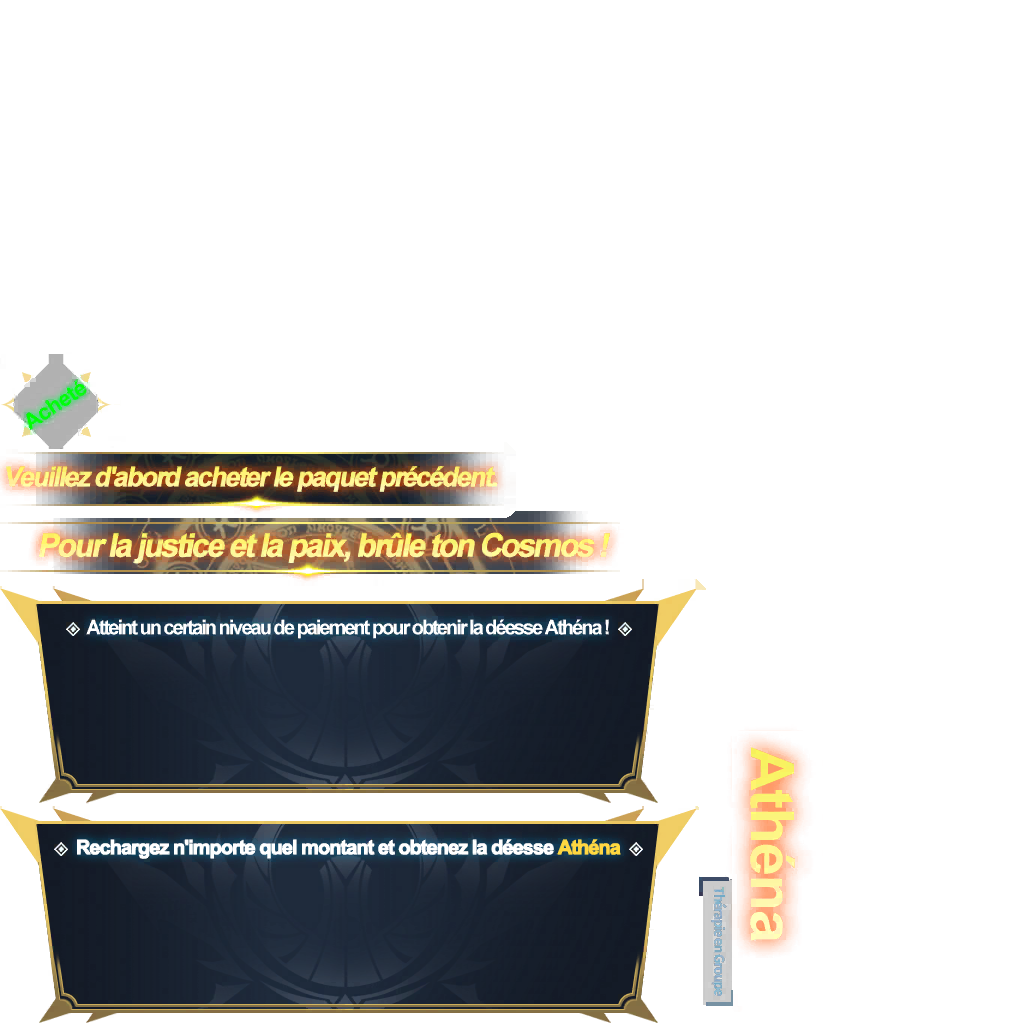 Acheté
Veuillez d'abord acheter le paquet précédent.
Pour la justice et la paix, brûle ton Cosmos !
Atteint un certain niveau de paiement pour obtenir la déesse Athéna !
Rechargez n'importe quel montant et obtenez la déesse Athéna
Thérapie en Groupe
Athéna